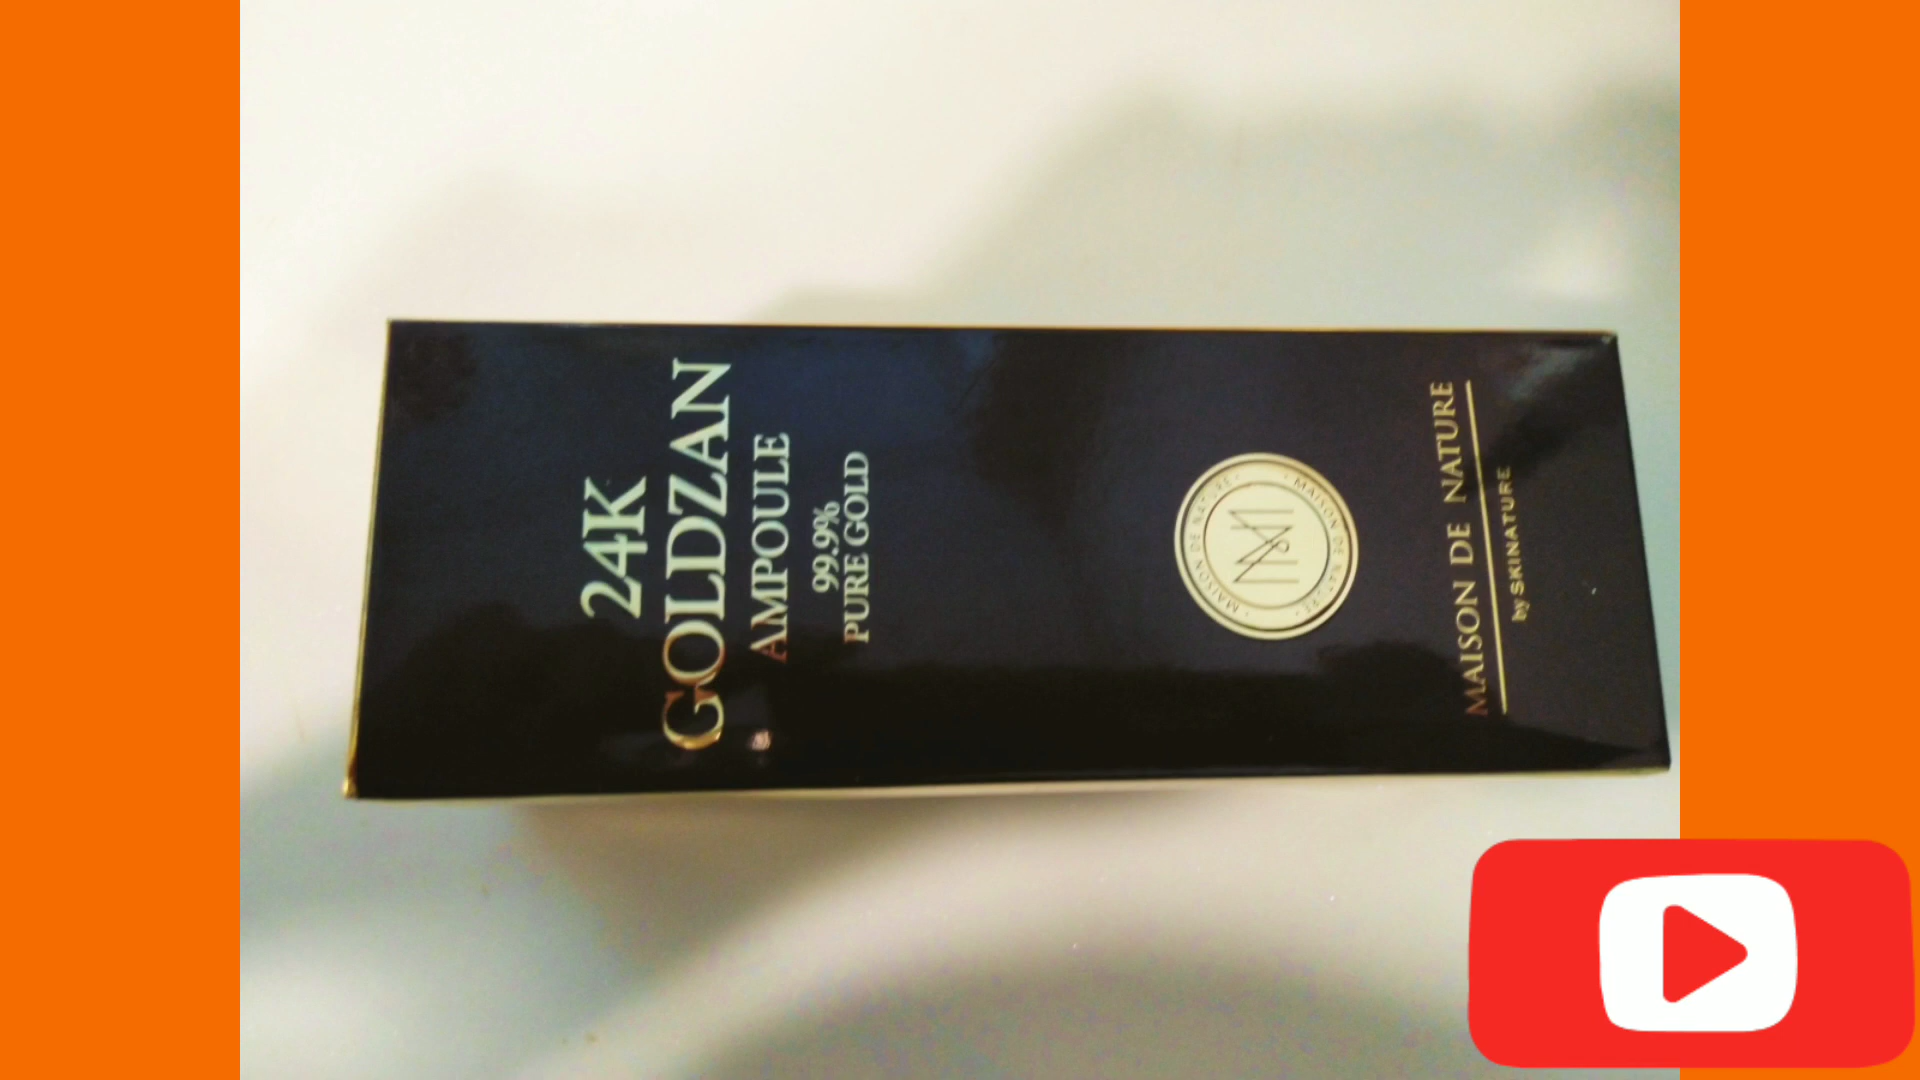 24K
GOLDZAN
AMPOULE
99.9%
PURE GOLD
· MAISON DE NATURE ·
· MAISON DE NATURE ·
MAISON DE NATURE
by SKINATURE